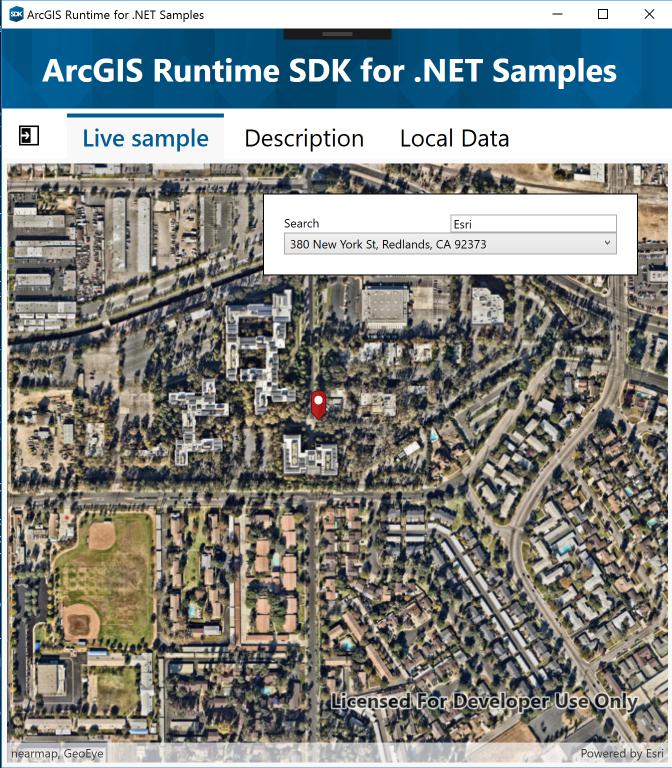 SDK ArcGIS Runtime for .NET Samples
ArcGIS Runtime SDK for .NET Samples
Live sample Description Local Data
Search Esri
380 New York St, Redlands, CA 92373
Licensed For Developer Use Only
nearmap, GeoEye Powered by Esri